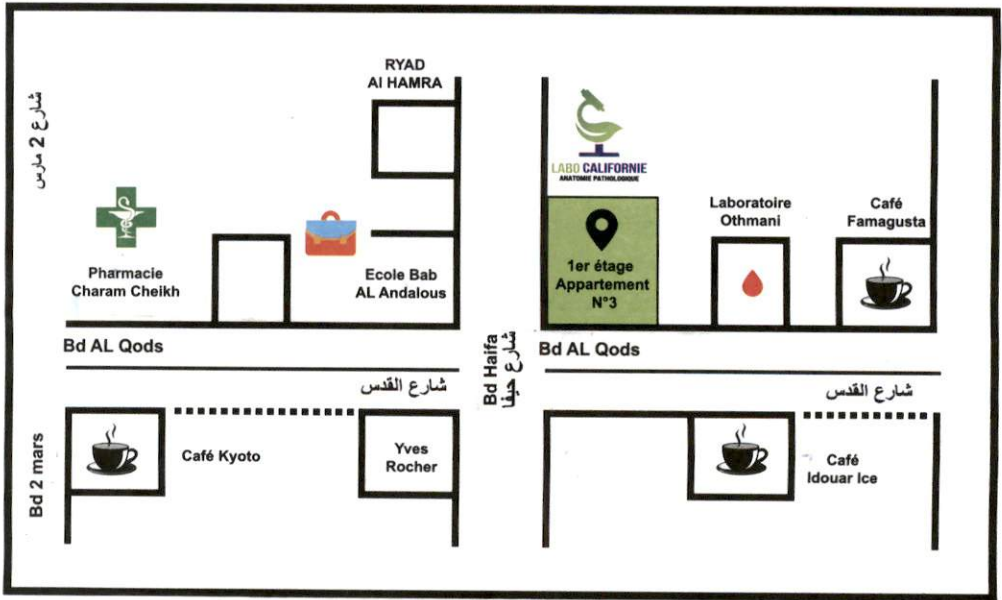 RYAD
Al HAMRA
شارع 2 مارس
LABO CALIFORNIE
ANATOMIE PATHOLOGIQUE
Laboratoire
Othmani
Café
Famagusta
Pharmacie
Charam Cheikh
Ecole Bab
AL Andalous
1er étage
Appartement
N°3
Bd AL Qods
شارع القدس
Bd Haifa
شارع حيفا
Bd AL Qods
شارع القدس
Bd 2 mars
Café Kyoto
Yves
Rocher
Café
Idouar Ice